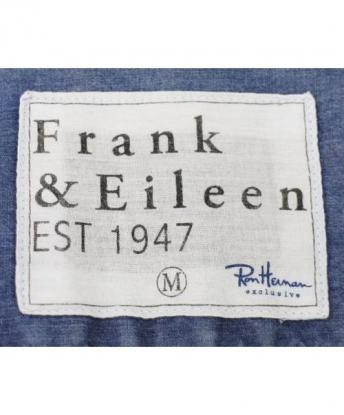 Frank
& Eileen
EST 1947
M
Ron Herman
exclusive